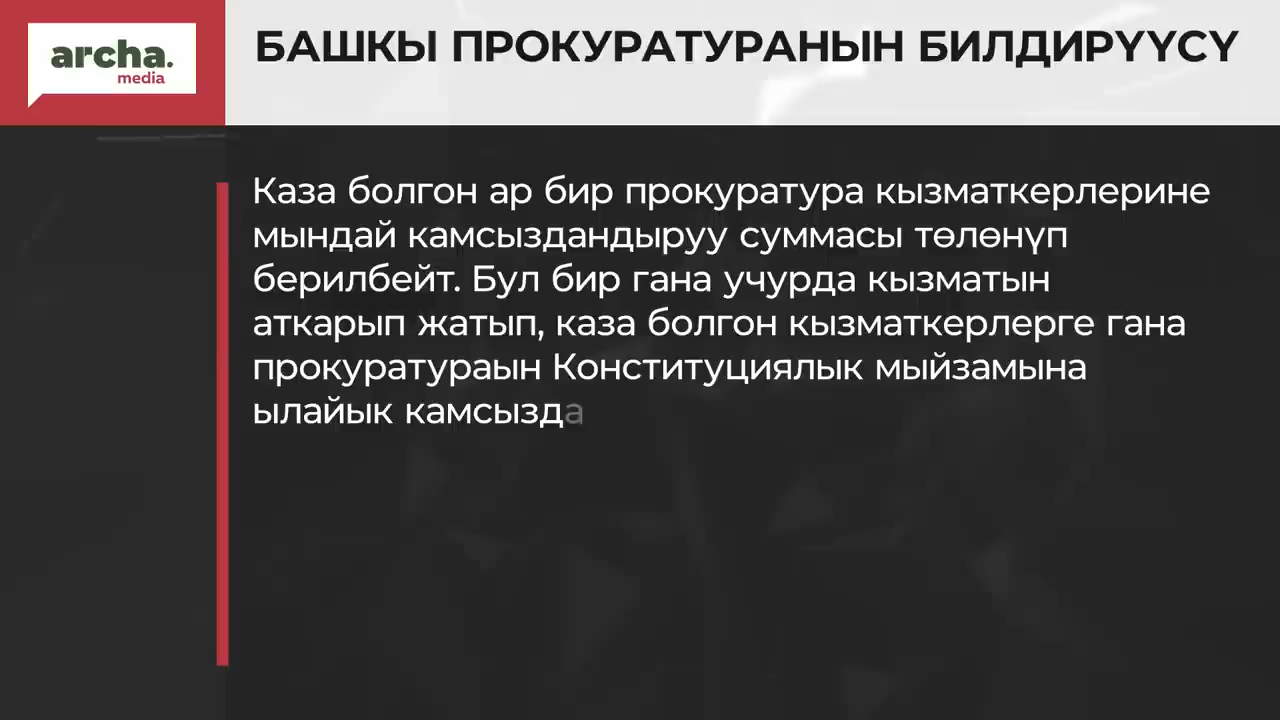 archa.
media
БАШКЫ ПРОКУРАТУРАНЫН БИЛДИРҮҮСҮ
Каза болгон ар бир прокуратура кызматкерлерине
мындай камсыздандыруу суммасы төлөнүп
берилбейт. Бул бир гана учурда кызматын
аткарып жатып, каза болгон кызматкерлерге гана
прокуратураын Конституциялык мыйзамына
ылайык камсызда